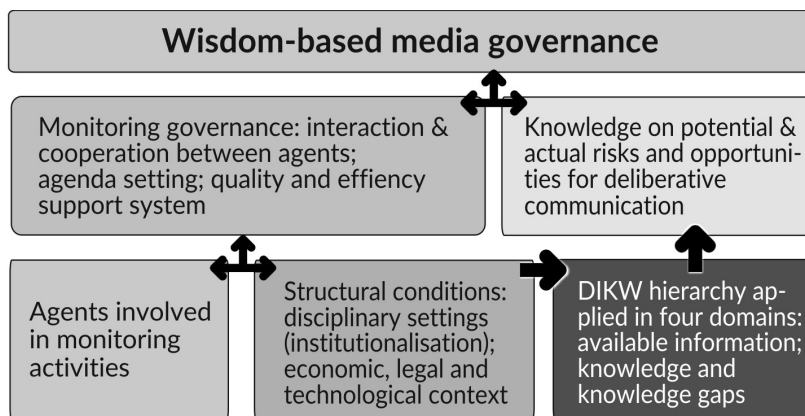 Wisdom-based media governance
Monitoring governance: interaction &
cooperation between agents;
agenda setting; quality and effiency
support system
Knowledge on potential &
actual risks and opportuni-
ties for deliberative
communication
Agents involved
in monitoring
activities
Structural conditions:
disciplinary settings
(institutionalisation);
economic, legal and
technological context
DIKW hierarchy ap-
plied in four domains:
available information;
knowledge and
knowledge gaps